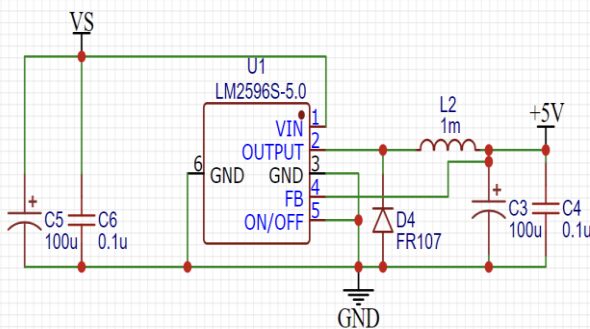 VS
U1
LM2596S-5.0
L2
1m
+5V
VIN 1
OUTPUT 2
6 GND GND 3
FB 4
ON/OFF 5
+ C5
100u
C6
0.1u
D4
FR107
+ C3
100u
C4
0.1u
GND